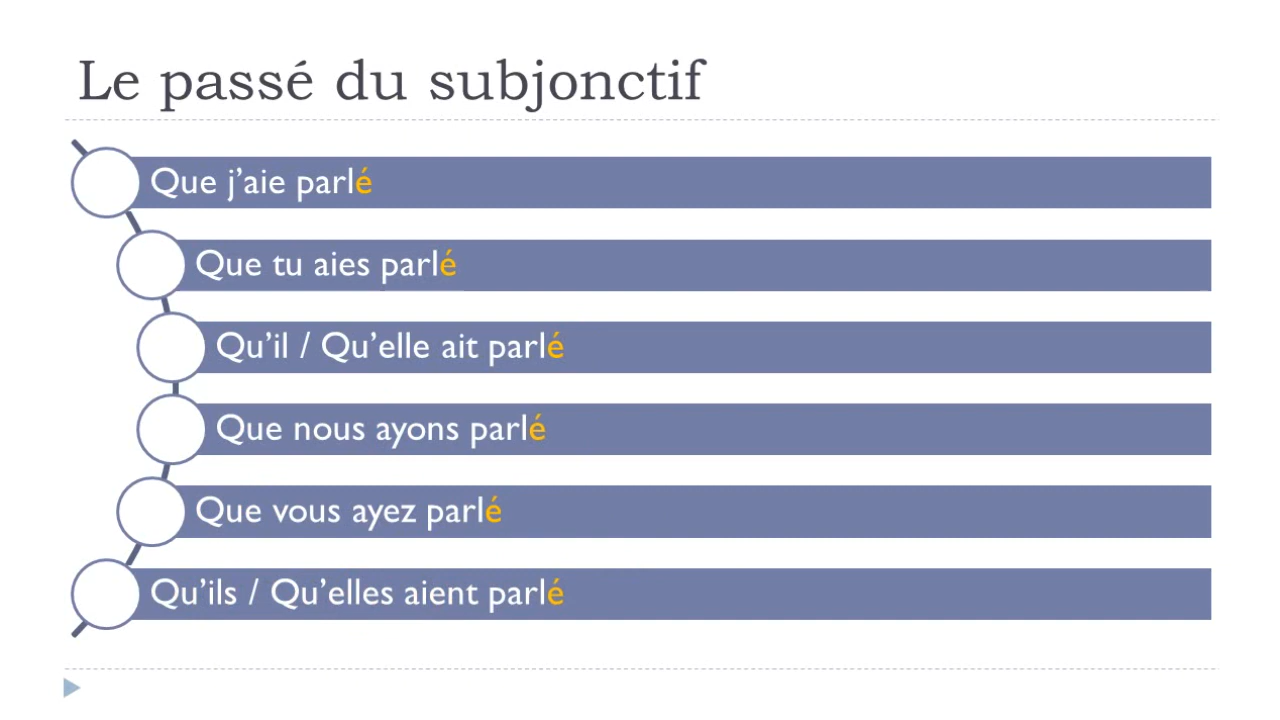 Le passé du subjonctif
Que j’aie parlé
Que tu aies parlé
Qu’il / Qu’elle ait parlé
Que nous ayons parlé
Que vous ayez parlé
Qu’ils / Qu’elles aient parlé